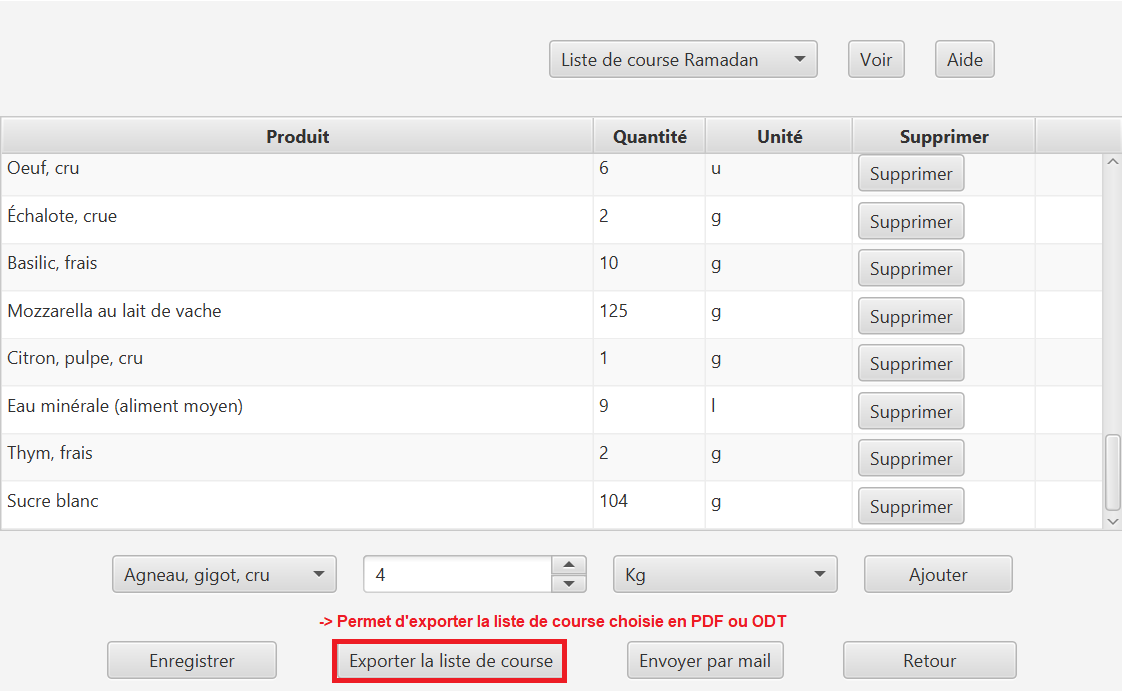 Liste de course Ramadan Voir Aide
Produit Quantité Unité Supprimer
Oeuf, cru 6 u Supprimer
Échalote, crue 2 g Supprimer
Basilic, frais 10 g Supprimer
Mozzarella au lait de vache 125 g Supprimer
Citron, pulpe, cru 1 g Supprimer
Eau minérale (aliment moyen) 9 l Supprimer
Thym, frais 2 g Supprimer
Sucre blanc 104 g Supprimer
Agneau, gigot, cru 4 Kg Ajouter
-> Permet d'exporter la liste de course choisie en PDF ou ODT
Enregistrer Exporter la liste de course Envoyer par mail Retour